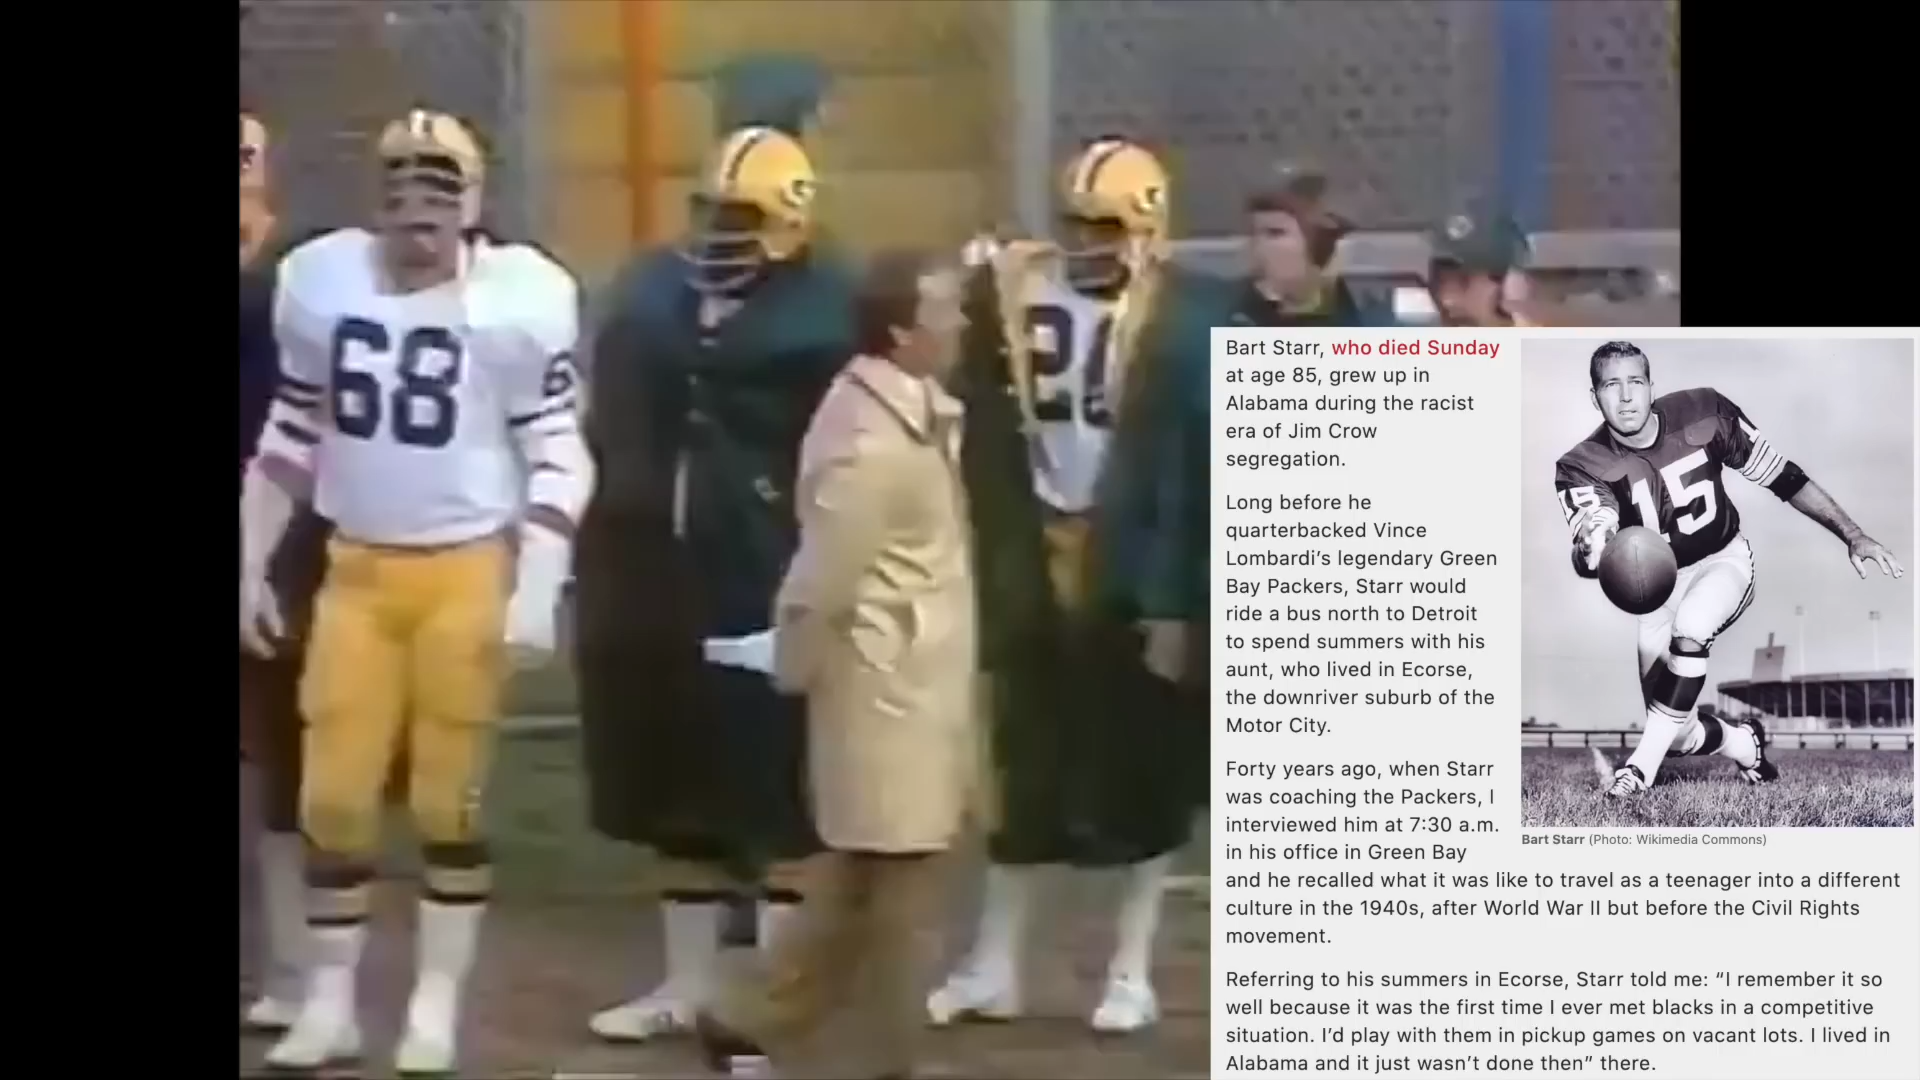 68
6
20
G
Bart Starr, who died Sunday
at age 85, grew up in
Alabama during the racist
era of Jim Crow
segregation.
Long before he
quarterbacked Vince
Lombardi’s legendary Green
Bay Packers, Starr would
ride a bus north to Detroit
to spend summers with his
aunt, who lived in Ecorse,
the downriver suburb of the
Motor City.
Forty years ago, when Starr
was coaching the Packers, I
interviewed him at 7:30 a.m.
in his office in Green Bay
and he recalled what it was like to travel as a teenager into a different
culture in the 1940s, after World War II but before the Civil Rights
movement.
Referring to his summers in Ecorse, Starr told me: “I remember it so
well because it was the first time I ever met blacks in a competitive
situation. I’d play with them in pickup games on vacant lots. I lived in
Alabama and it just wasn’t done then” there.
15
15
1
Bart Starr (Photo: Wikimedia Commons)